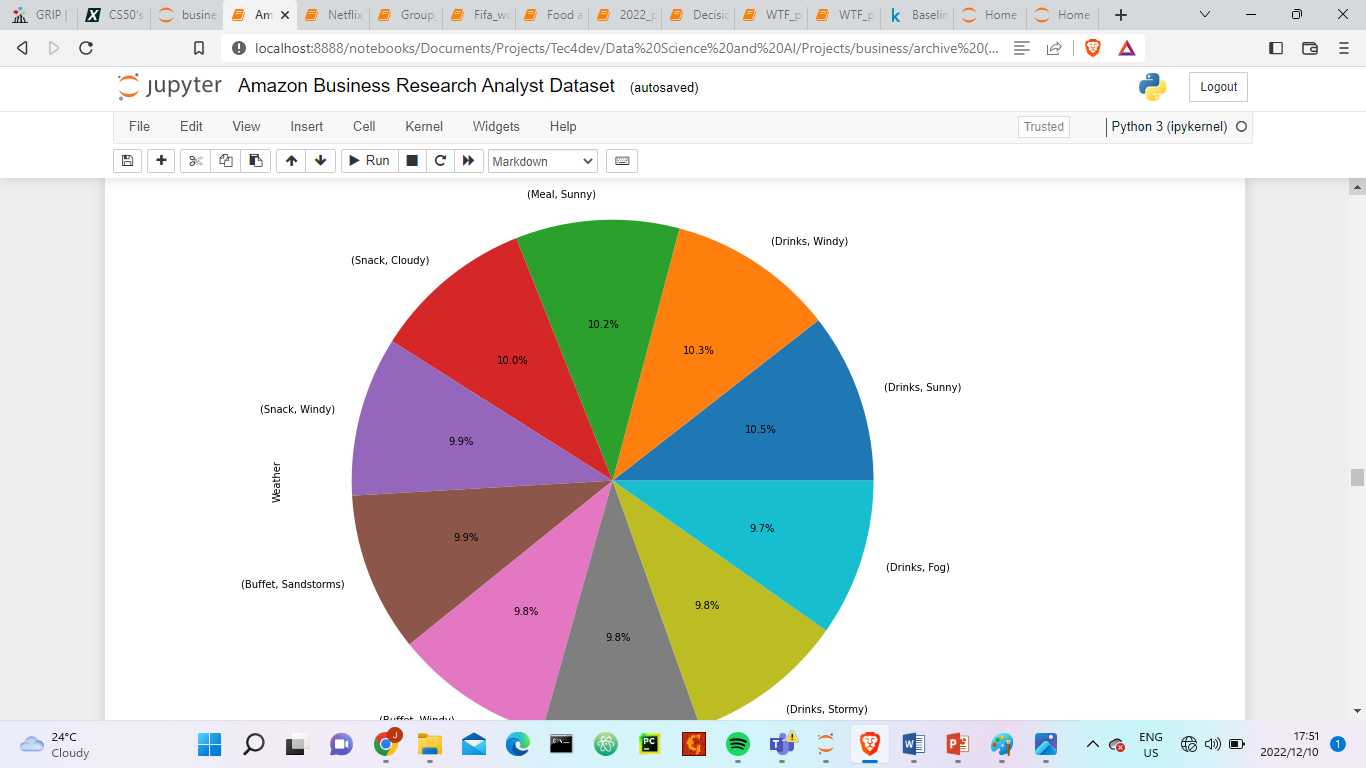 GRIP |
CS50's
busine
Am
Netflix
Group_
Fifa_wo
Food a
2022_p
Decisic
WTF_p
WTF_p
Baselin
Home
Home
localhost:8888/notebooks/Documents/Projects/Tec4dev/Data%20Science%20and%20AI/Projects/business/archive%20(...
jupyter Amazon Business Research Analyst Dataset (autosaved)
Logout
File Edit View Insert Cell Kernel Widgets Help
Trusted
Python 3 (ipykernel)
Run
Markdown
(Meal, Sunny)
(Drinks, Windy)
(Snack, Cloudy)
10.2%
10.3%
10.0%
(Drinks, Sunny)
(Snack, Windy)
10.5%
9.9%
Weather
9.7%
9.9%
(Drinks, Fog)
(Buffet, Sandstorms)
9.8%
9.8%
9.8%
(Drinks, Stormy)
(Buffet, Windy)
24°C
Cloudy
ENG
US
17:51
2022/12/10
1